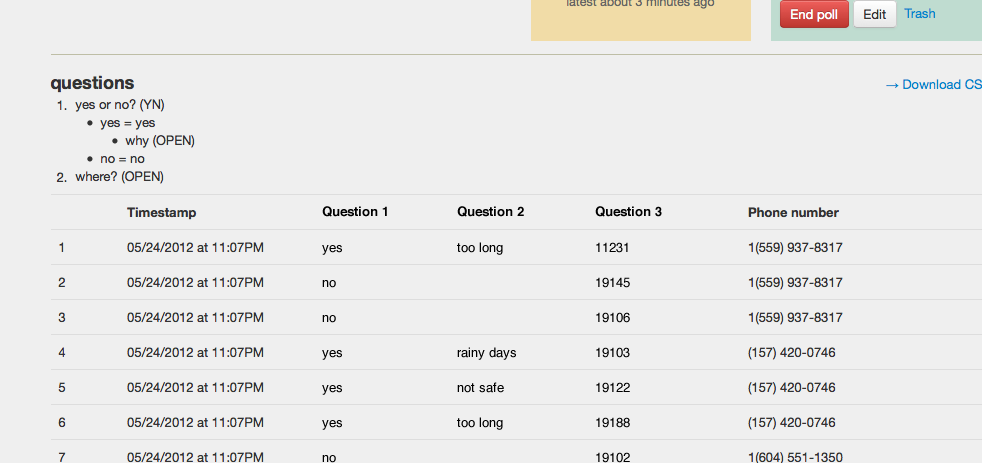 latest about 3 minutes ago
End poll Edit Trash
questions
→ Download CS
1. yes or no? (YN)
• yes = yes
• why (OPEN)
• no = no
2. where? (OPEN)
Timestamp Question 1 Question 2 Question 3 Phone number
1 05/24/2012 at 11:07PM yes too long 11231 1(559) 937-8317
2 05/24/2012 at 11:07PM no 19145 1(559) 937-8317
3 05/24/2012 at 11:07PM no 19106 1(559) 937-8317
4 05/24/2012 at 11:07PM yes rainy days 19103 (157) 420-0746
5 05/24/2012 at 11:07PM yes not safe 19122 (157) 420-0746
6 05/24/2012 at 11:07PM yes too long 19188 (157) 420-0746
7 05/24/2012 at 11:07PM no 19102 1(604) 551-1350